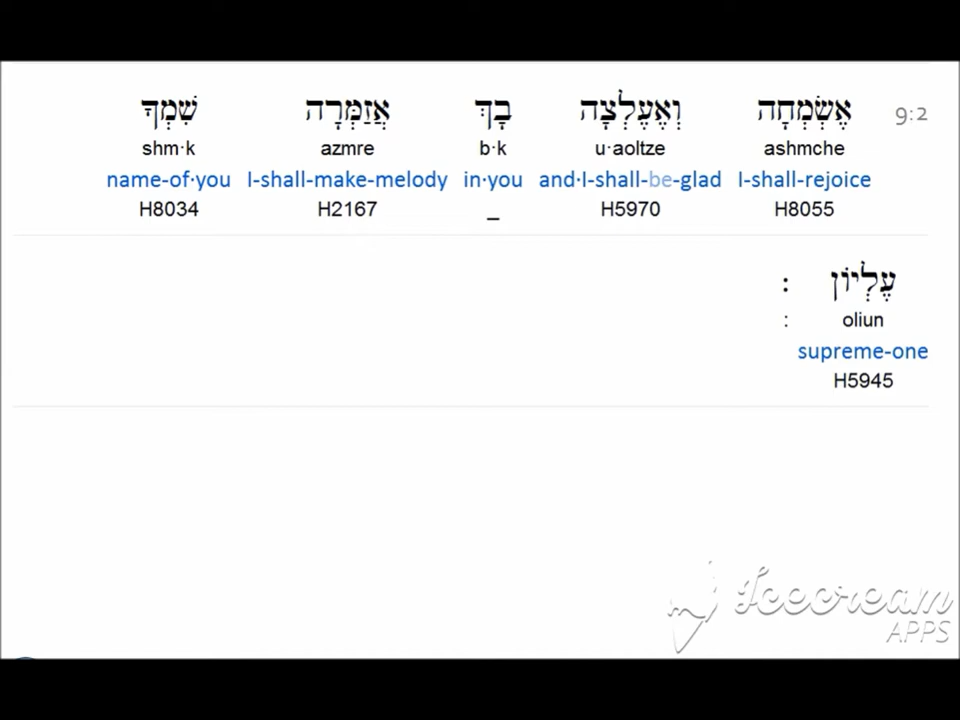 9:2 אֶשְׂמְחָה וְאֶעֶלְצָה בָךְ אֲזַמְּרָה שִׁמְךָ
ashmche u·aoltze b·k azmre shm·k
I-shall-rejoice and·I-shall-be-glad in·you I-shall-make-melody name-of·you
H8055 H5970 _ H2167 H8034
עֶלְיוֹן :
oliun :
supreme-one
H5945
Icecream
APPS